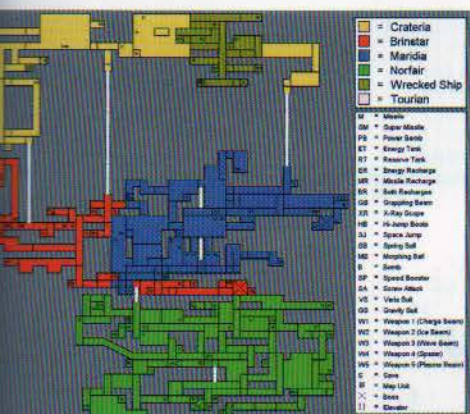 = Crateria
= Brinstar
= Maridia
= Norfair
= Wrecked Ship
= Tourian
M = Missile
SM = Super Missile
PB = Power Bomb
ET = Energy Tank
RT = Reserve Tank
ER = Energy Recharge
MR = Missile Recharge
BR = Both Recharges
GB = Grappling Beam
XR = X-Ray Scope
HB = Hi-Jump Boots
SJ = Space Jump
SB = Spring Ball
MB = Morphing Ball
B = Bomb
SP = Speed Booster
SA = Screw Attack
VS = Varia Suit
GS = Gravity Suit
W1 = Weapon 1 (Charge Beam)
W2 = Weapon 2 (Ice Beam)
W3 = Weapon 3 (Wave Beam)
W4 = Weapon 4 (Spazer)
W5 = Weapon 5 (Plasma Beam)
S = Save
= Map Unit
= Boss
= Elevator